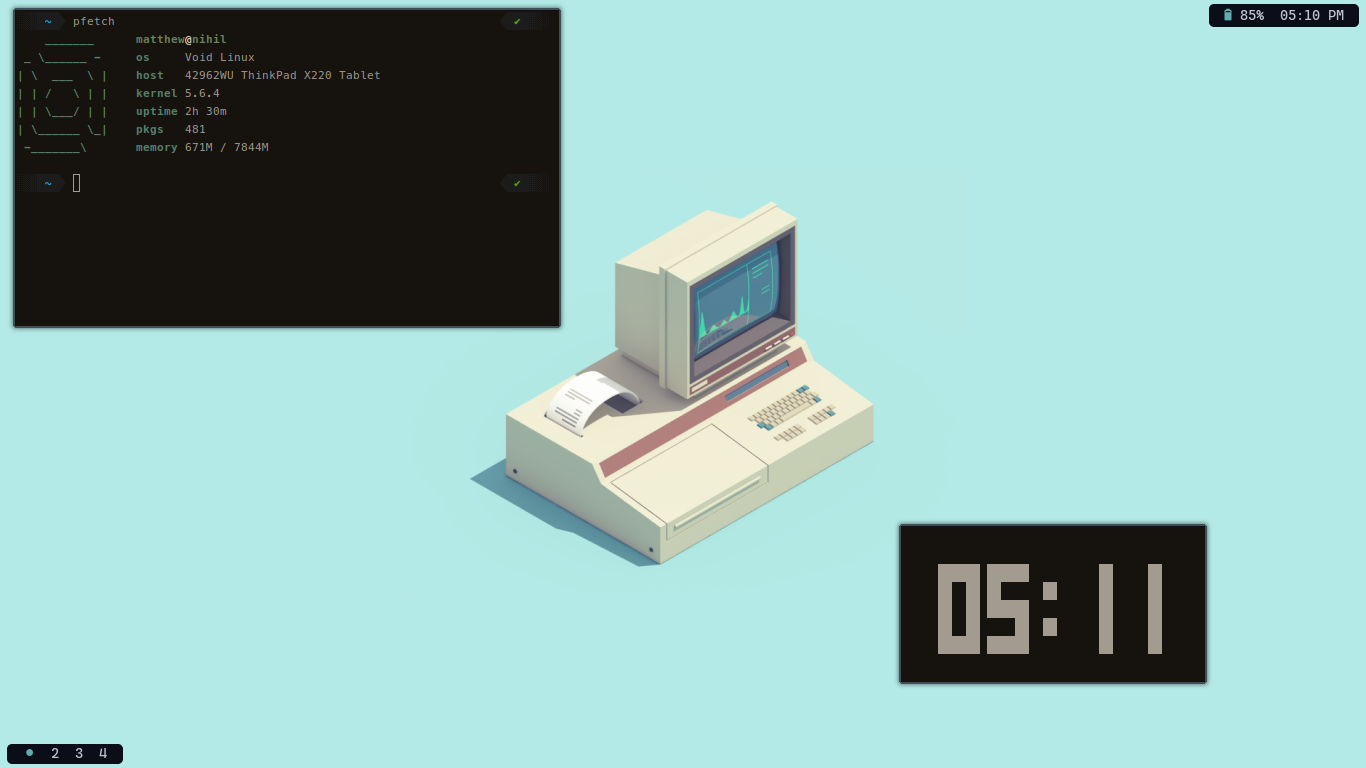 ~ pfetch ✔
matthew@nihil
os Void Linux
host 42962WU ThinkPad X220 Tablet
kernel 5.6.4
uptime 2h 30m
pkgs 481
memory 671M / 7844M
~ ✔
85% 05:10 PM
05:11
2 3 4